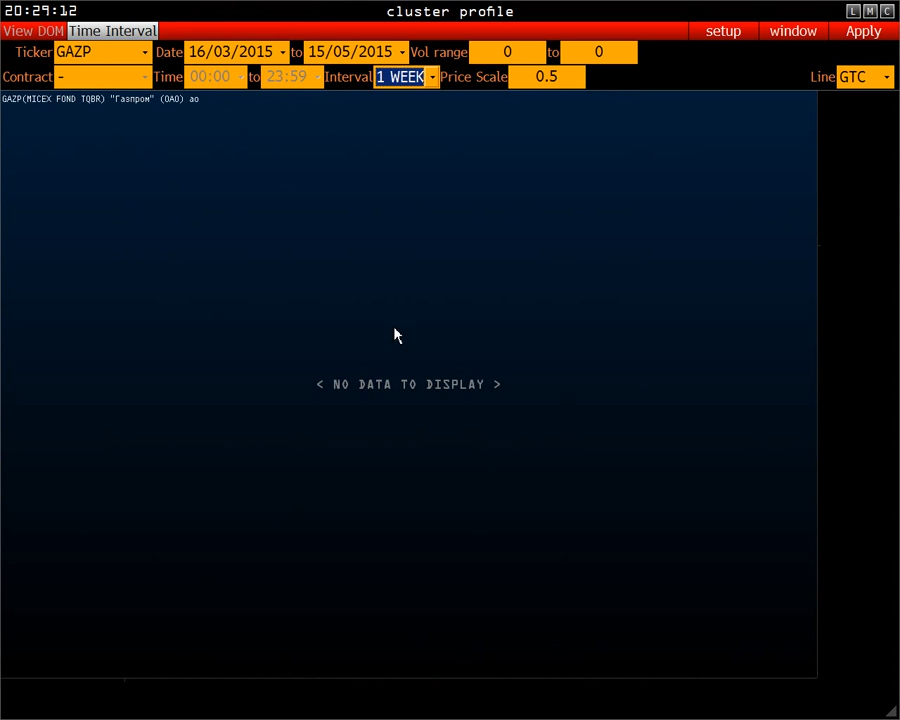 20:29:12 cluster profile L M C
View DOM Time Interval setup window Apply
Ticker GAZP Date 16/03/2015 to 15/05/2015 Vol range 0 to 0
Contract - Time 00:00 to 23:59 Interval 1 WEEK Price Scale 0.5 Line GTC
GAZP(MICEX FOND TQBR) "Газпром" (ОАО) ао
< NO DATA TO DISPLAY >